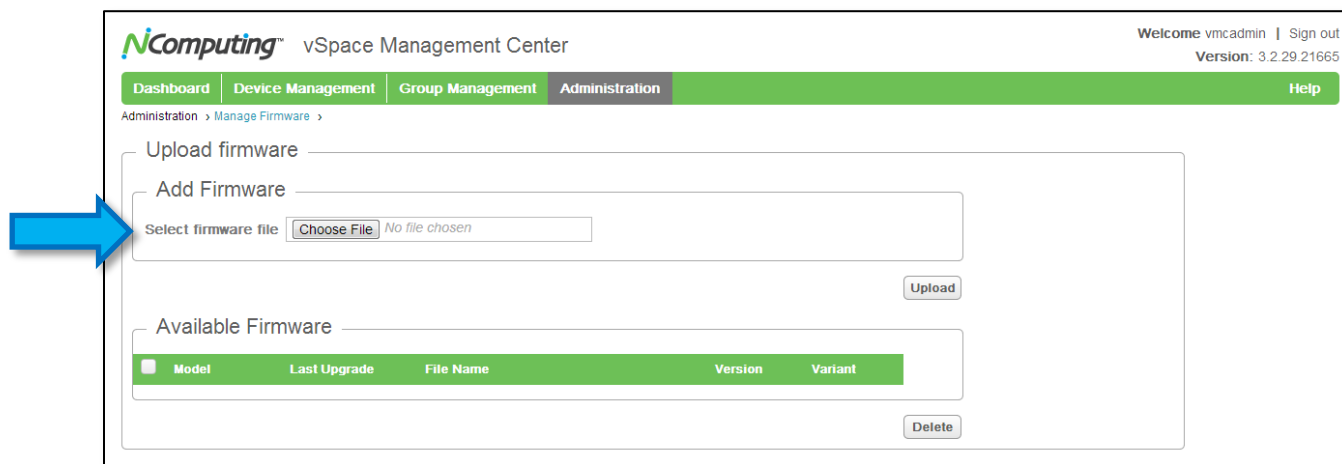 NComputing™ vSpace Management Center
Welcome vmcadmin | Sign out
Version: 3.2.29.21665
Dashboard Device Management Group Management Administration Help
Administration › Manage Firmware ›
Upload firmware
Add Firmware
Select firmware file Choose File No file chosen
Upload
Available Firmware
Model Last Upgrade File Name Version Variant
Delete